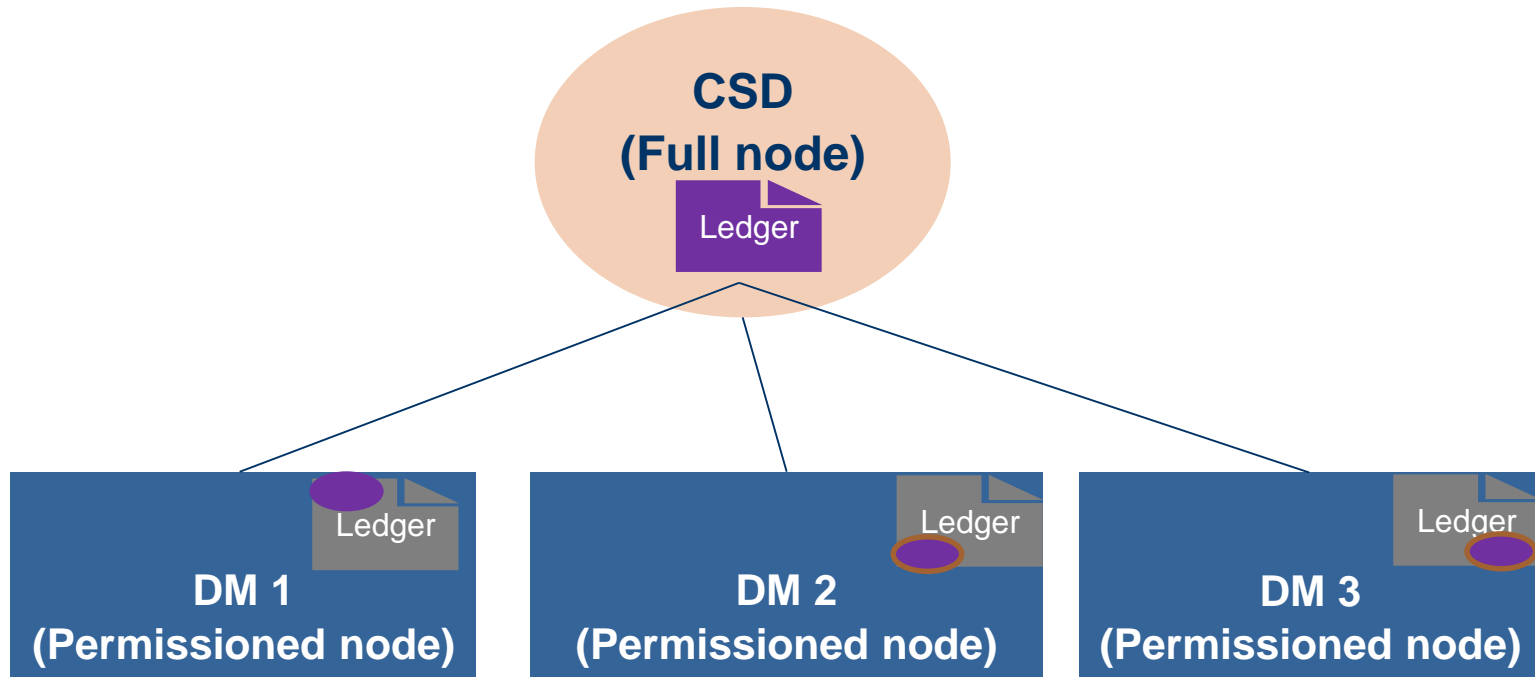 CSD
(Full node)
Ledger
Ledger
Ledger
Ledger
DM 1
(Permissioned node)
DM 2
(Permissioned node)
DM 3
(Permissioned node)